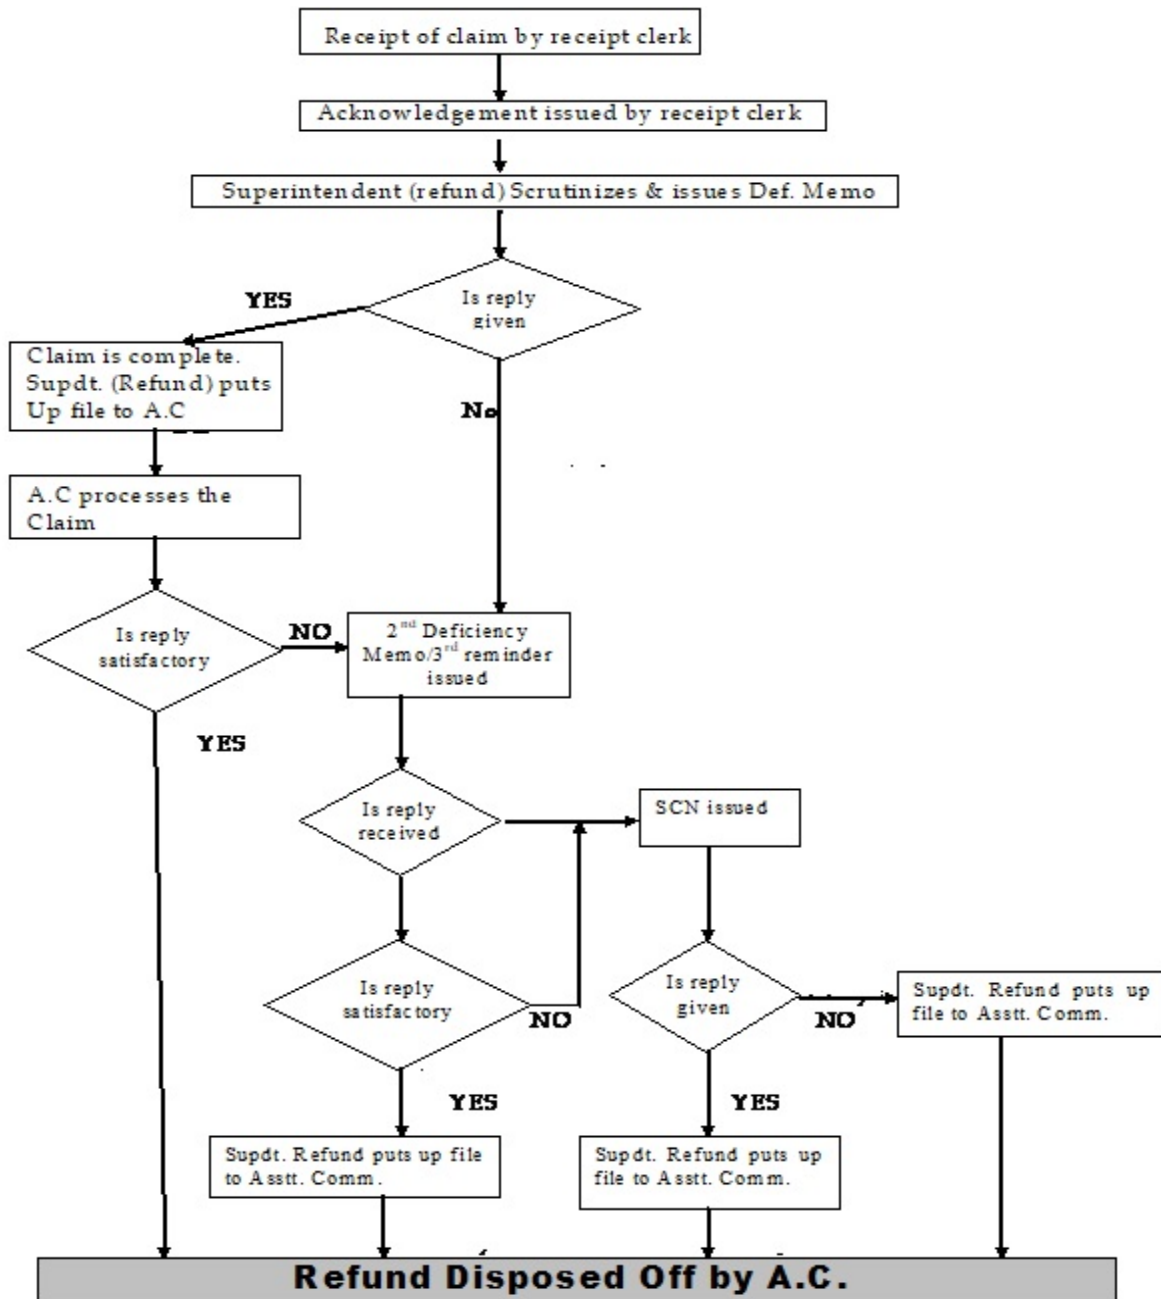 Receipt of claim by receipt clerk
Acknowledgement issued by receipt clerk
Superintendent (refund) Scrutinizes & issues Def. Memo
Is reply
given
YES
No
Claim is complete.
Supdt. (Refund) puts
Up file to A.C
A.C processes the
Claim
Is reply
satisfactory
NO
YES
2nd Deficiency
Memo/3rd reminder
issued
Is reply
received
SCN issued
Is reply
satisfactory
NO
YES
Is reply
given
NO
YES
Supdt. Refund puts up
file to Asstt. Comm.
Supdt. Refund puts up file
to Asstt. Comm.
Supdt. Refund puts up
file to Asstt. Comm.
Refund Disposed Off by A.C.